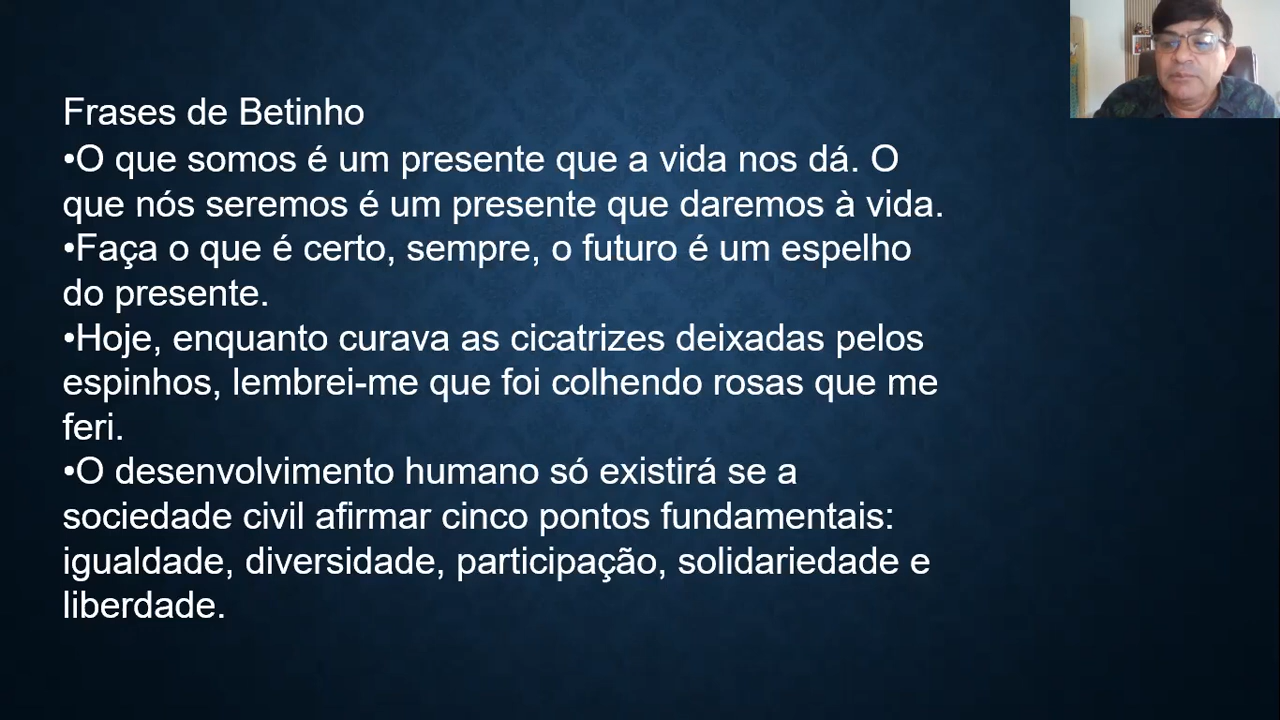 Frases de Betinho
•O que somos é um presente que a vida nos dá. O
que nós seremos é um presente que daremos à vida.
•Faça o que é certo, sempre, o futuro é um espelho
do presente.
•Hoje, enquanto curava as cicatrizes deixadas pelos
espinhos, lembrei-me que foi colhendo rosas que me
feri.
•O desenvolvimento humano só existirá se a
sociedade civil afirmar cinco pontos fundamentais:
igualdade, diversidade, participação, solidariedade e
liberdade.